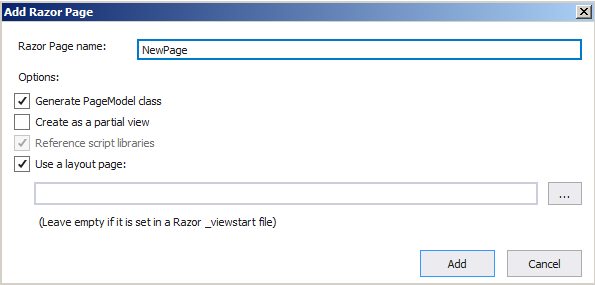 Add Razor Page
Razor Page name: NewPage
Options:
Generate PageModel class
Create as a partial view
Reference script libraries
Use a layout page:
...
(Leave empty if it is set in a Razor _viewstart file)
Add Cancel